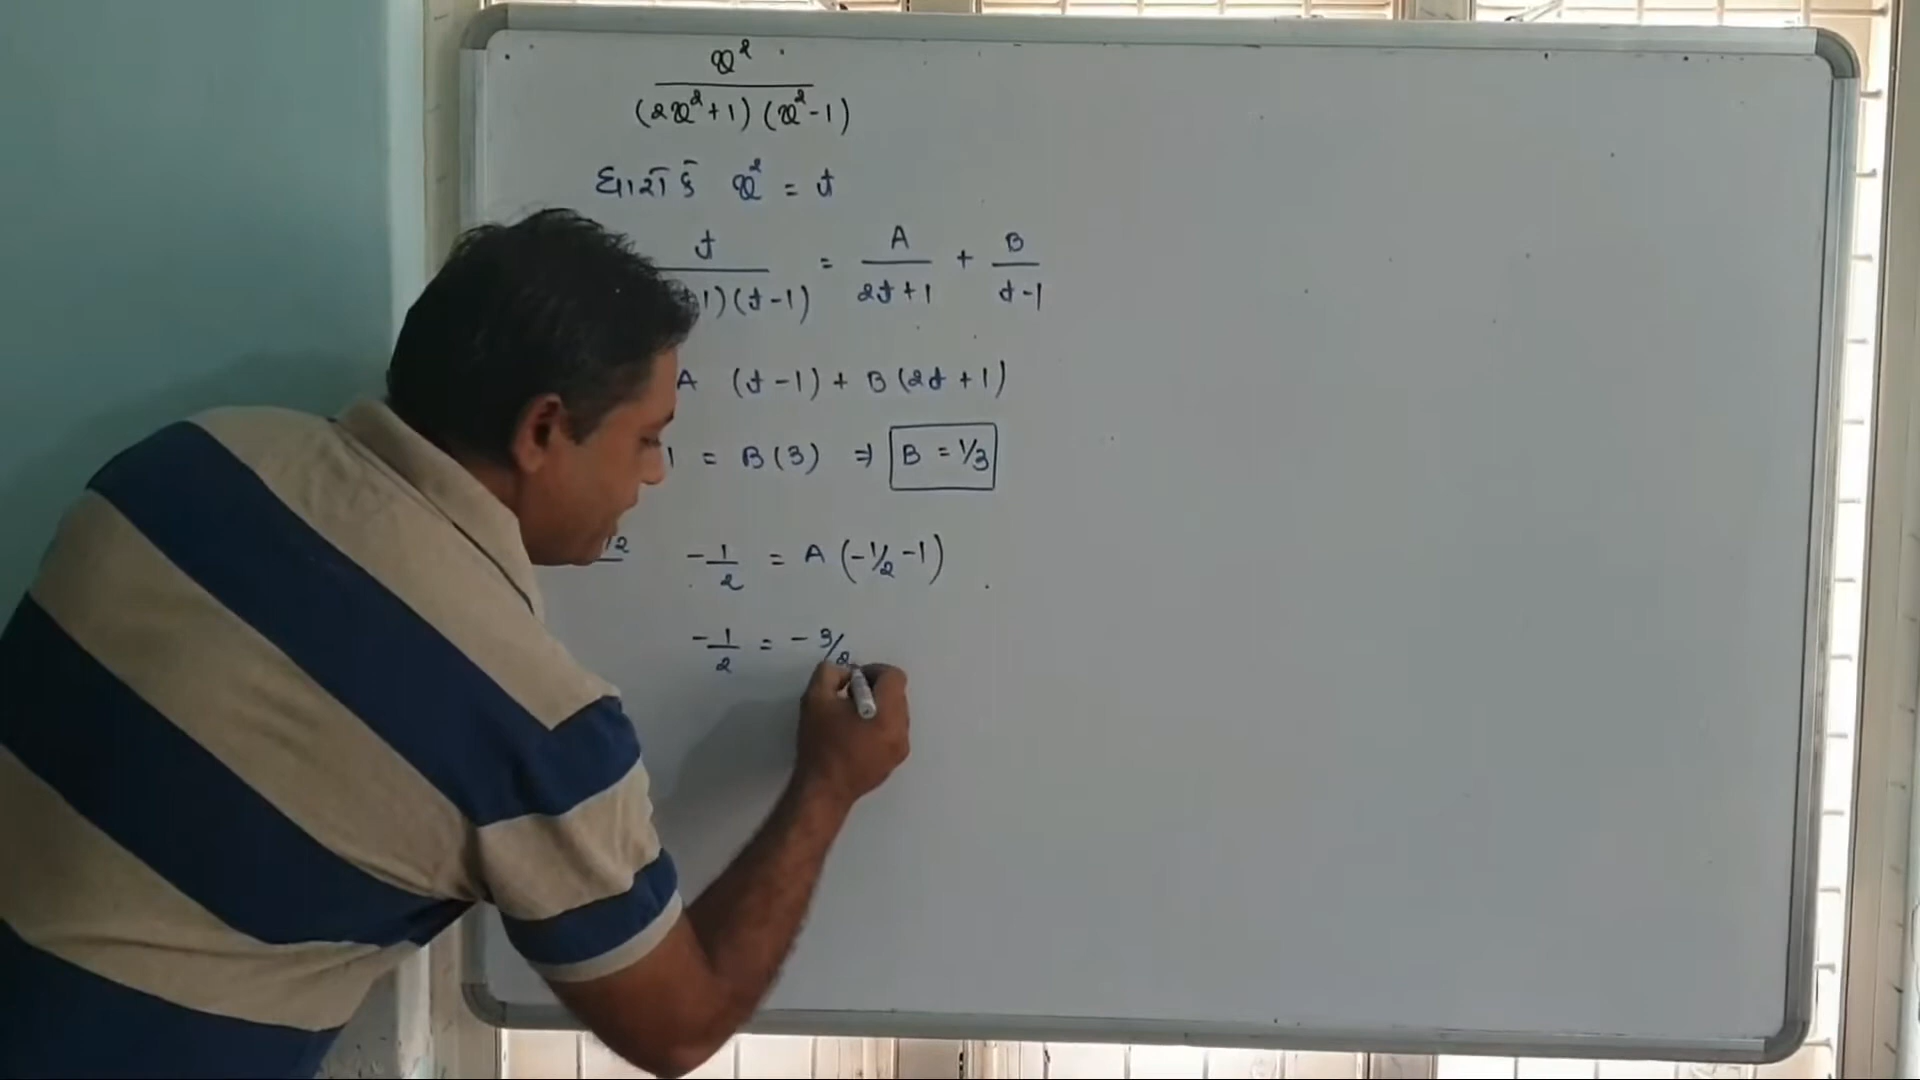 x²
(2x²+1) (x²-1)
ધારો કે x² = t
t / 1)(t-1) = A / 2t+1 + B / t-1
A (t-1) + B(2t+1)
1 = B(3) ⇒ B = 1/3
-1/2 = A(-1/2-1)
-1/2 = -3/2